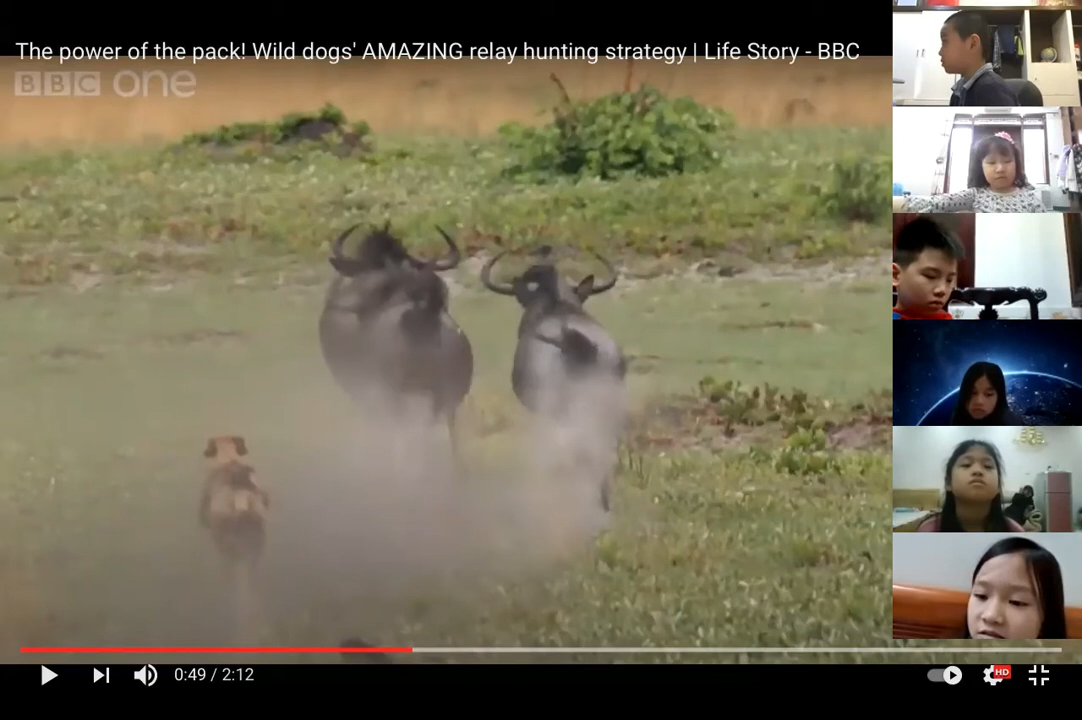 The power of the pack! Wild dogs' AMAZING relay hunting strategy | Life Story - BBC
BBC one
0:49 / 2:12
HD